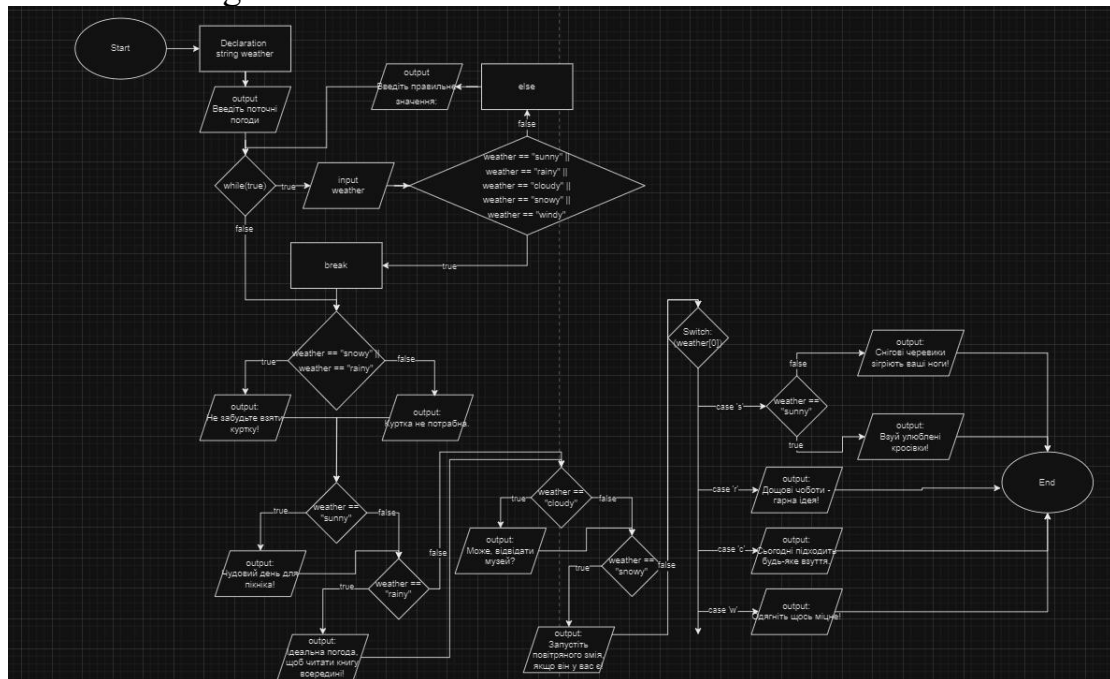 Start
Declaration
string weather
output
Введіть поточні
погоди
output
Введіть правильне
значення:
else
false
while(true)
true
input
weather
weather == "sunny" ||
weather == "rainy" ||
weather == "cloudy" ||
weather == "snowy" ||
weather == "windy"
false
break
true
weather == "snowy" ||
weather == "rainy"
true
false
output:
Не забудьте взяти
куртку!
output:
Куртка не потрабна.
weather ==
"sunny"
true
false
output:
Чудовий день для
пікніка!
weather ==
"rainy"
true
false
output:
Ідеальна погода,
щоб читати книгу
всередині!
weather ==
"cloudy"
true
false
output:
Може, відвідати
музей?
weather ==
"snowy"
true
false
output:
Запустіть
повітряного змія,
якщо він у вас є
Switch:
(weather[0])
case 's'
weather ==
"sunny"
false
output:
Снігові черевики
зігріють ваші ноги!
true
output:
Взуй улюблені
кросівки!
case 'r'
output:
Дощові чоботи -
гарна ідея!
case 'c'
output:
Сьогодні підходить
будь-яке взуття.
case 'w'
output:
Одягніть щось міцне!
End